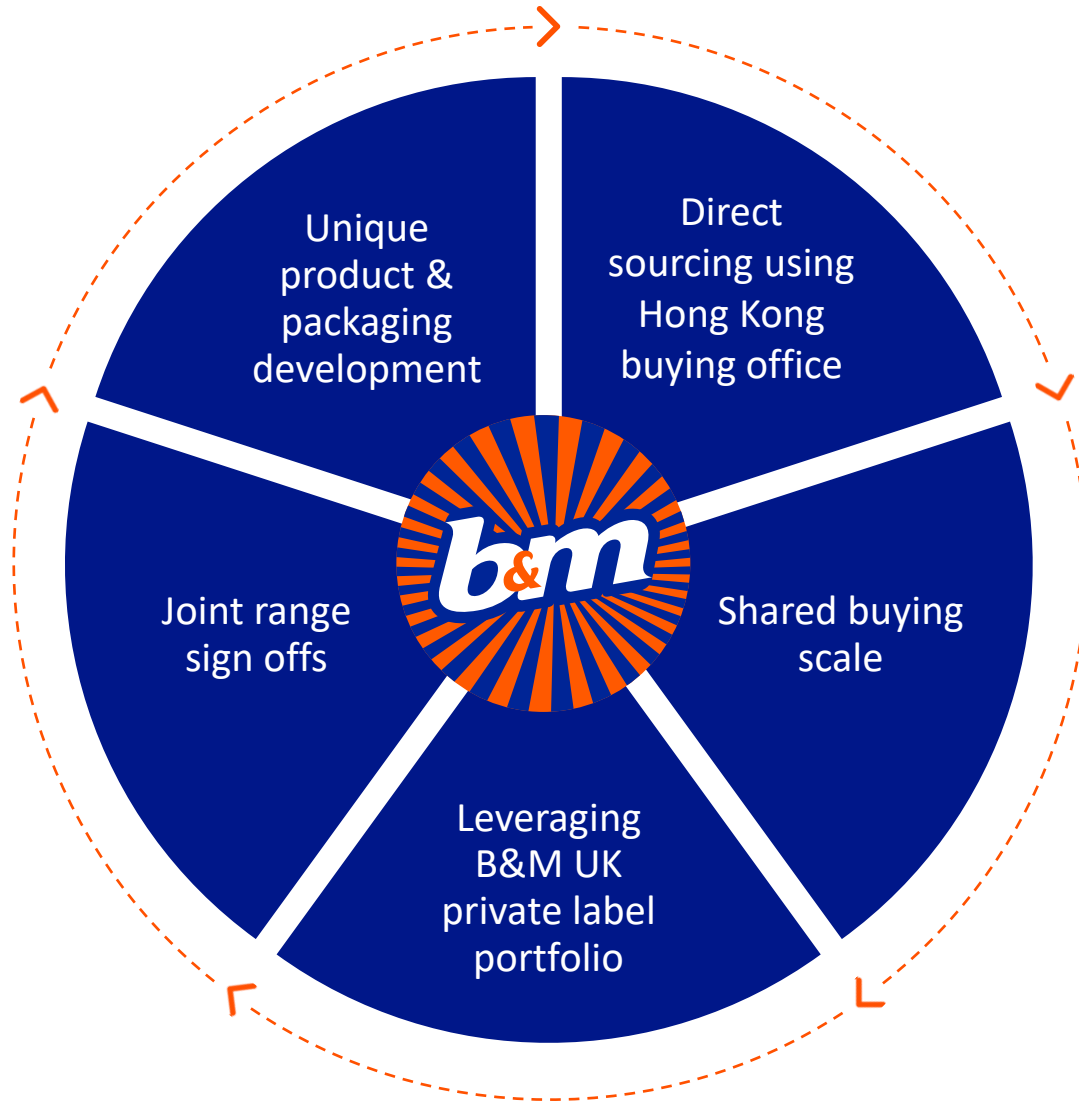 Unique
product &
packaging
development
Direct
sourcing using
Hong Kong
buying office
Joint range
sign offs
b&m
Shared buying
scale
Leveraging
B&M UK
private label
portfolio